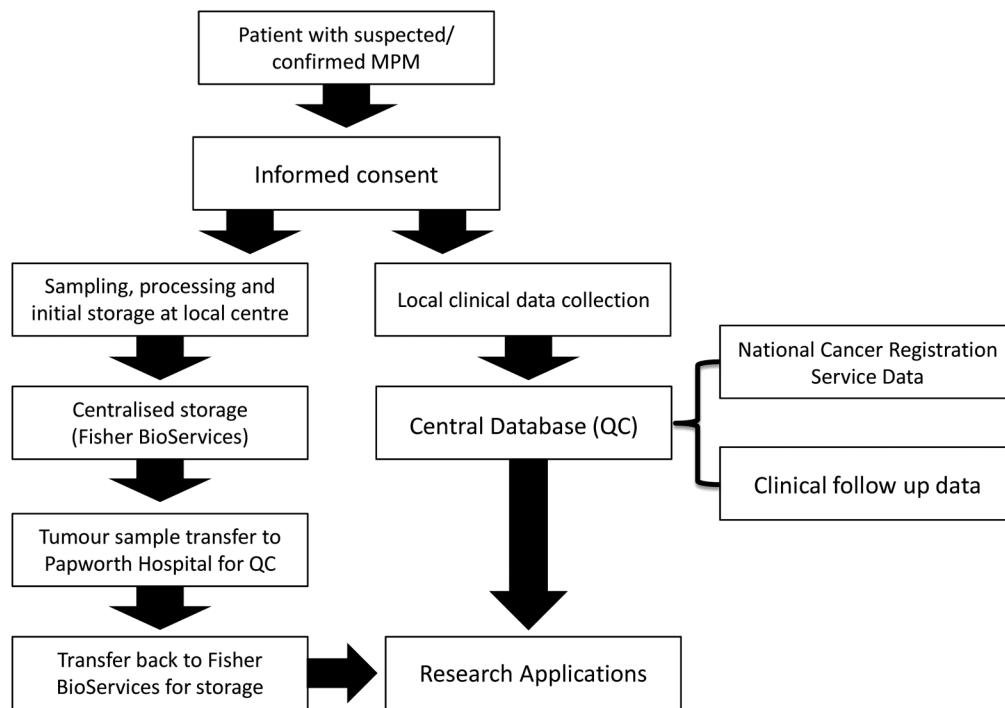 Patient with suspected/
confirmed MPM
Informed consent
Sampling, processing and
initial storage at local centre
Local clinical data collection
National Cancer Registration
Service Data
Centralised storage
(Fisher BioServices)
Central Database (QC)
Clinical follow up data
Tumour sample transfer to
Papworth Hospital for QC
Transfer back to Fisher
BioServices for storage
Research Applications